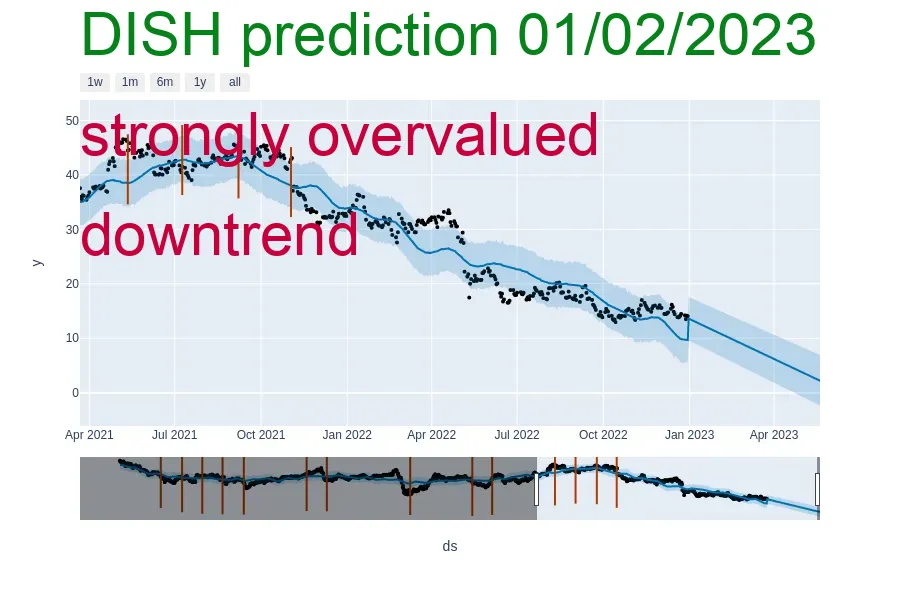 DISH prediction 01/02/2023
1w 1m 6m 1y all
50
strongly overvalued
40
30
downtrend
y
20
10
0
Apr 2021 Jul 2021 Oct 2021 Jan 2022 Apr 2022 Jul 2022 Oct 2022 Jan 2023 Apr 2023
ds